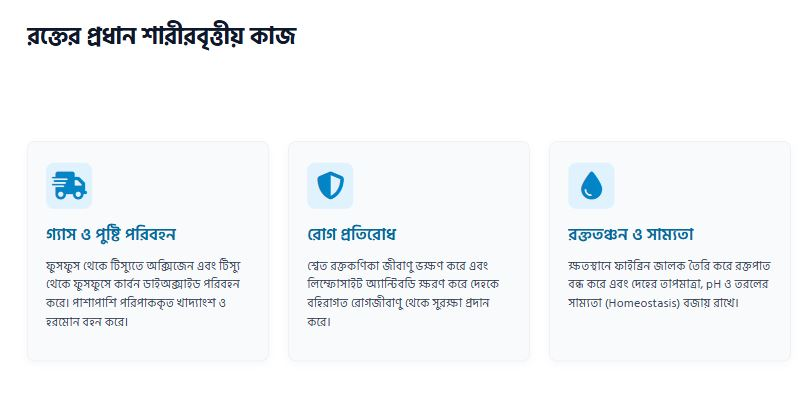 রক্তের প্রধান শারীরবৃত্তীয় কাজ
গ্যাস ও পুষ্টি পরিবহন
ফুসফুস থেকে টিস্যুতে অক্সিজেন এবং টিস্যু
থেকে ফুসফুসে কার্বন ডাইঅক্সাইড পরিবহন
করে। পাশাপাশি পরিপাককৃত খাদ্যাংশ ও
হরমোন বহন করে।
রোগ প্রতিরোধ
শ্বেত রক্তকণিকা জীবাণু ভক্ষণ করে এবং
লিম্ফোসাইট অ্যান্টিবডি ক্ষরণ করে দেহকে
বহিরাগত রোগজীবাণু থেকে সুরক্ষা প্রদান
করে।
রক্ততঞ্চন ও সাম্যতা
ক্ষতস্থানে ফাইব্রিন জালক তৈরি করে রক্তপাত
বন্ধ করে এবং দেহের তাপমাত্রা, pH ও তরলের
সাম্যতা (Homeostasis) বজায় রাখে।